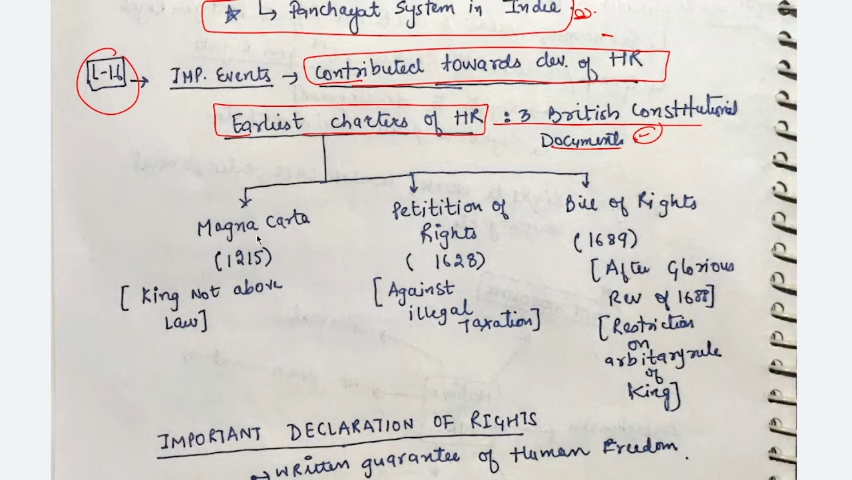 ☆ ↳ Panchayat System in India.
L-16 → IMP. Events → Contributed towards dev. of HR
Earliest charters of HR : 3 British Constitutional
Documents
Magna Carta
(1215)
[King Not above
Law]
Petitition of
Rights
(1628)
[Against
illegal
Taxation]
Bill of Rights
(1689)
[After Glorious
Rev of 1688]
[Restriction
on
arbitary rule
of
King]
IMPORTANT DECLARATION OF RIGHTS
→ Written guarantee of Human Freedom.